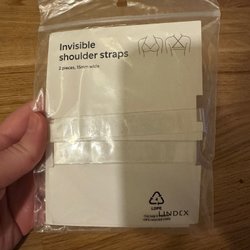 Invisible
shoulder straps
2 pieces, 15mm wide
LDPE
LINDEX